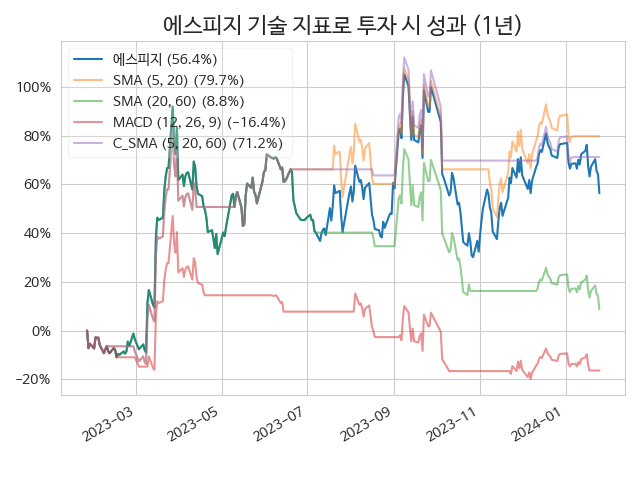 에스피지 기술 지표로 투자 시 성과 (1년)
에스피지 (56.4%)
SMA (5, 20) (79.7%)
SMA (20, 60) (8.8%)
MACD (12, 26, 9) (−16.4%)
C_SMA (5, 20, 60) (71.2%)
100%
80%
60%
40%
20%
0%
−20%
2023−03
2023−05
2023−07
2023−09
2023−11
2024−01